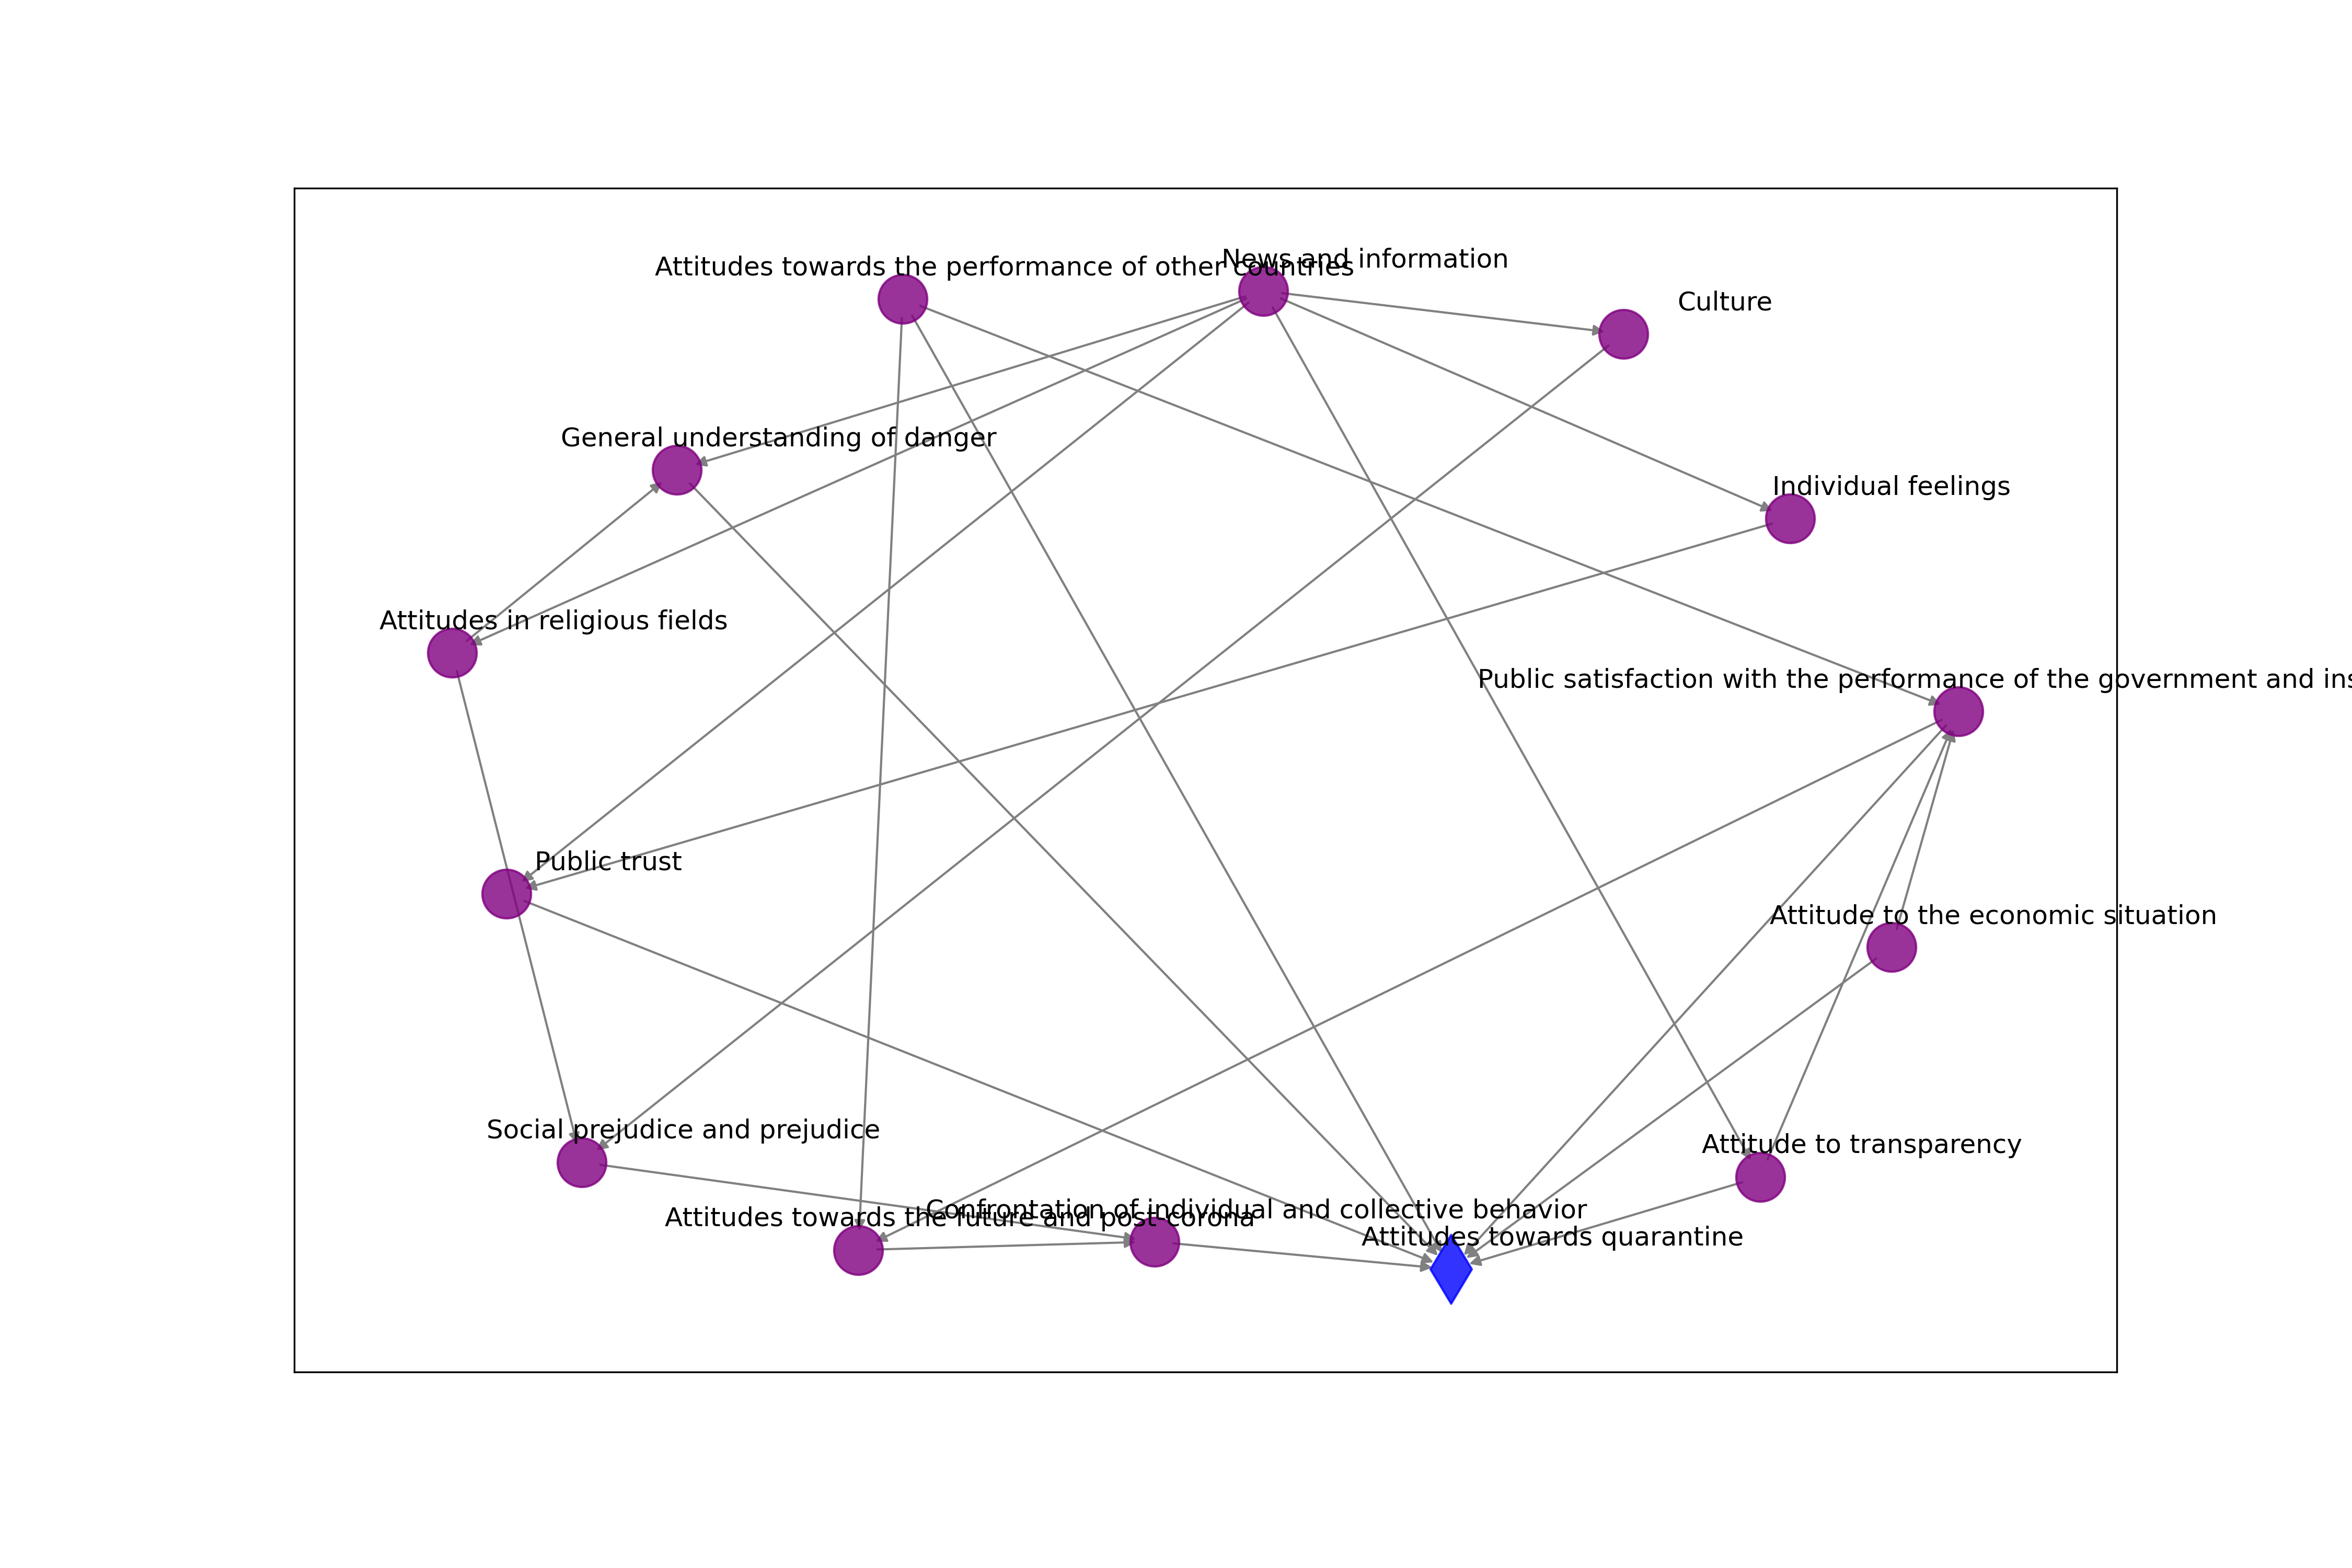 News and information
Attitudes towards the performance of other countries
Culture
General understanding of danger
Individual feelings
Attitudes in religious fields
Public satisfaction with the performance of the government and ins
Public trust
Attitude to the economic situation
Social prejudice and prejudice
Attitude to transparency
Confrontation of individual and collective behavior
Attitudes towards the future and post-corona
Attitudes towards quarantine